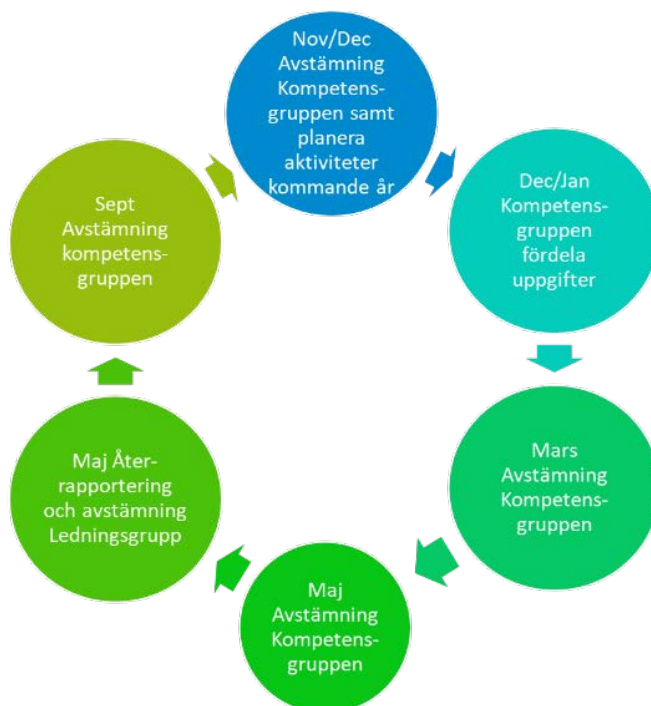 Nov/Dec
Avstämning
Kompetens-
gruppen samt
planera
aktiviteter
kommande år
Dec/Jan
Kompetens-
gruppen
fördela
uppgifter
Mars
Avstämning
Kompetens-
gruppen
Maj
Avstämning
Kompetens-
gruppen
Maj Åter-
rapportering
och avstämning
Ledningsgrupp
Sept
Avstämning
kompetens-
gruppen